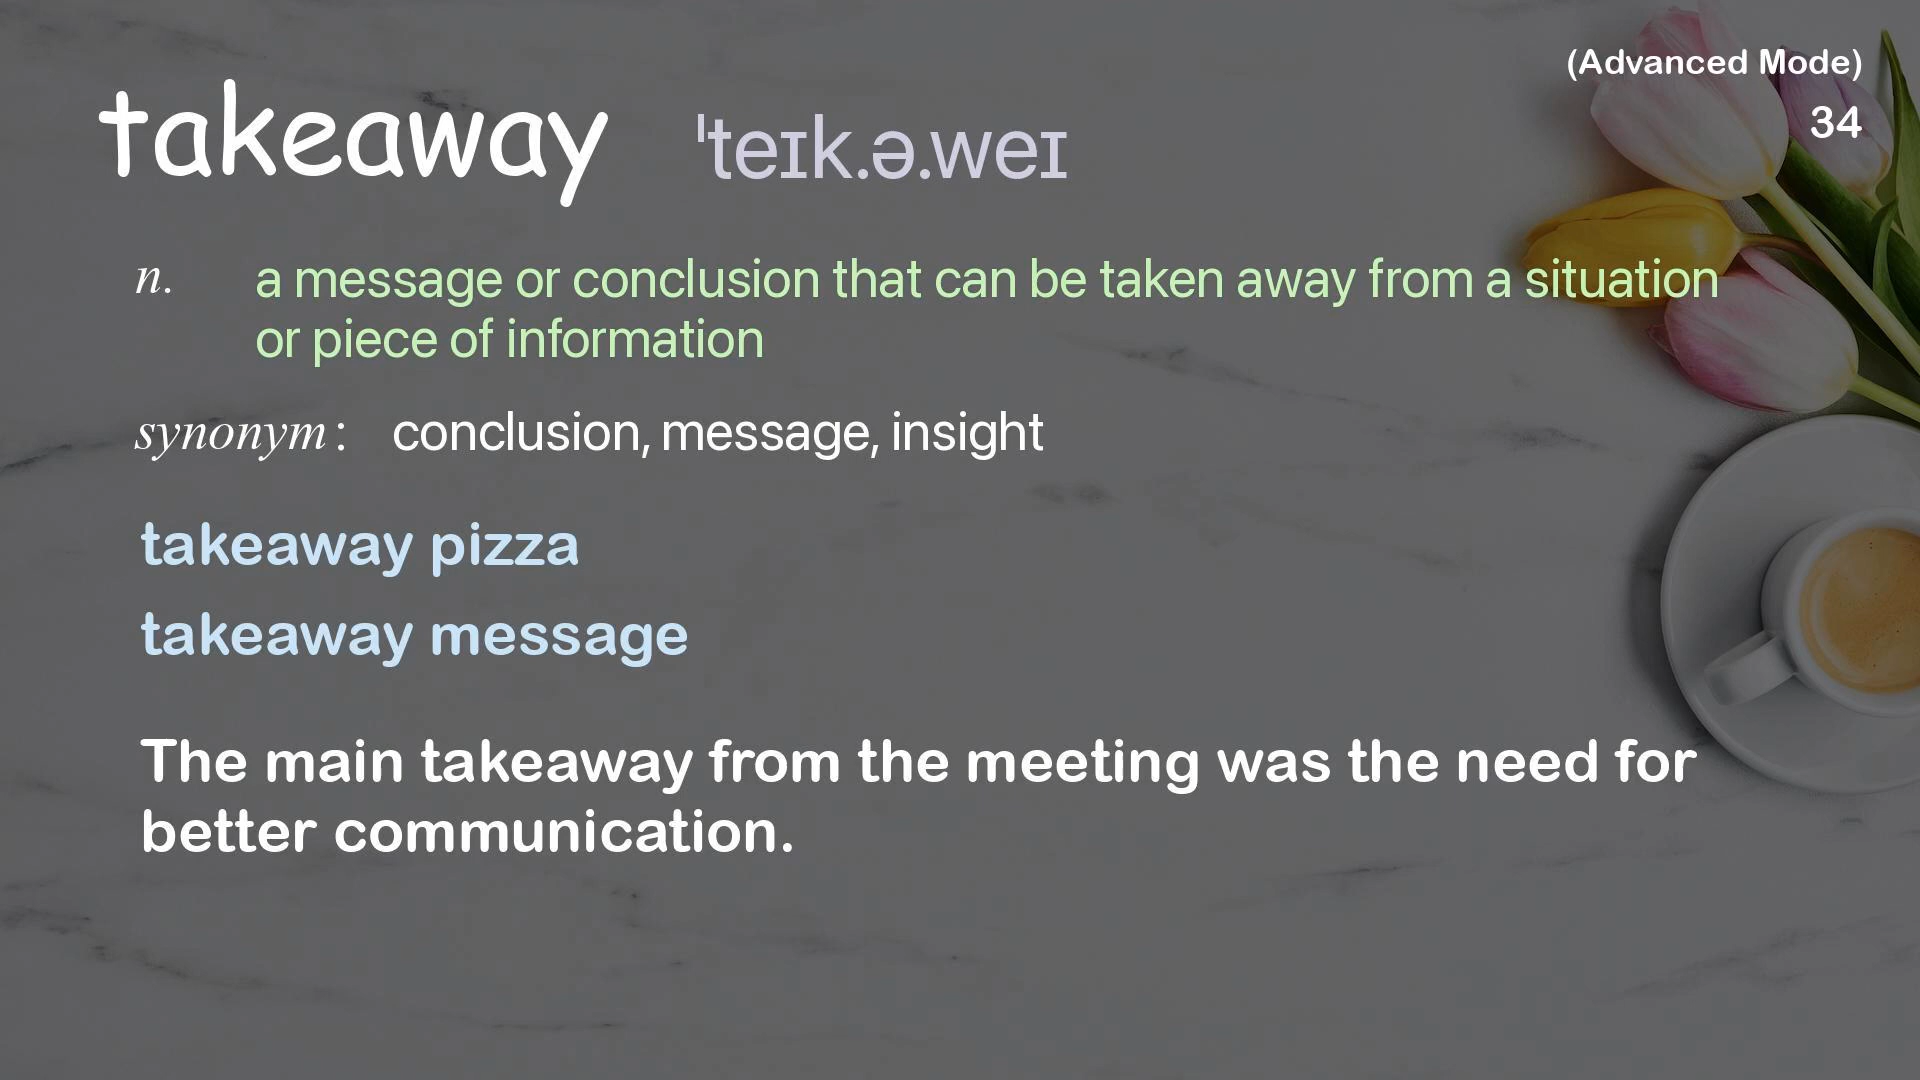 (Advanced Mode)
takeaway ˈteɪk.ə.weɪ
34
n. a message or conclusion that can be taken away from a situation
or piece of information
synonym: conclusion, message, insight
takeaway pizza
takeaway message
The main takeaway from the meeting was the need for
better communication.